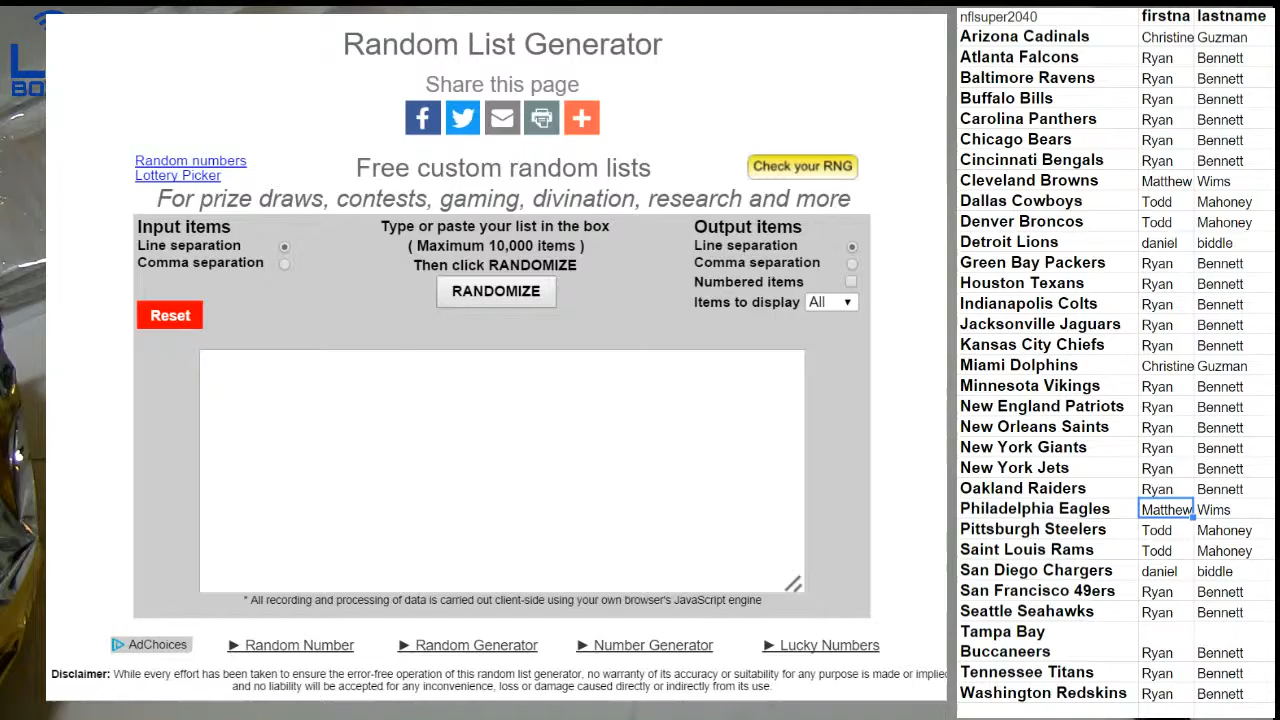 Random List Generator
Share this page
Random numbers
Lottery Picker
Free custom random lists
Check your RNG
For prize draws, contests, gaming, divination, research and more
Input items
Line separation
Comma separation
Reset
Type or paste your list in the box
( Maximum 10,000 items )
Then click RANDOMIZE
RANDOMIZE
Output items
Line separation
Comma separation
Numbered items
Items to display All
* All recording and processing of data is carried out client-side using your own browser's JavaScript engine
AdChoices
► Random Number
► Random Generator
► Number Generator
► Lucky Numbers
Disclaimer: While every effort has been taken to ensure the error-free operation of this random list generator, no warranty of its accuracy or suitability for any purpose is made or implied
and no liability will be accepted for any inconvenience, loss or damage caused directly or indirectly from its use.
nflsuper2040 firstna lastname
Arizona Cadinals Christine Guzman
Atlanta Falcons Ryan Bennett
Baltimore Ravens Ryan Bennett
Buffalo Bills Ryan Bennett
Carolina Panthers Ryan Bennett
Chicago Bears Ryan Bennett
Cincinnati Bengals Ryan Bennett
Cleveland Browns Matthew Wims
Dallas Cowboys Todd Mahoney
Denver Broncos Todd Mahoney
Detroit Lions daniel biddle
Green Bay Packers Ryan Bennett
Houston Texans Ryan Bennett
Indianapolis Colts Ryan Bennett
Jacksonville Jaguars Ryan Bennett
Kansas City Chiefs Ryan Bennett
Miami Dolphins Christine Guzman
Minnesota Vikings Ryan Bennett
New England Patriots Ryan Bennett
New Orleans Saints Ryan Bennett
New York Giants Ryan Bennett
New York Jets Ryan Bennett
Oakland Raiders Ryan Bennett
Philadelphia Eagles Matthew Wims
Pittsburgh Steelers Todd Mahoney
Saint Louis Rams Todd Mahoney
San Diego Chargers daniel biddle
San Francisco 49ers Ryan Bennett
Seattle Seahawks Ryan Bennett
Tampa Bay
Buccaneers Ryan Bennett
Tennessee Titans Ryan Bennett
Washington Redskins Ryan Bennett